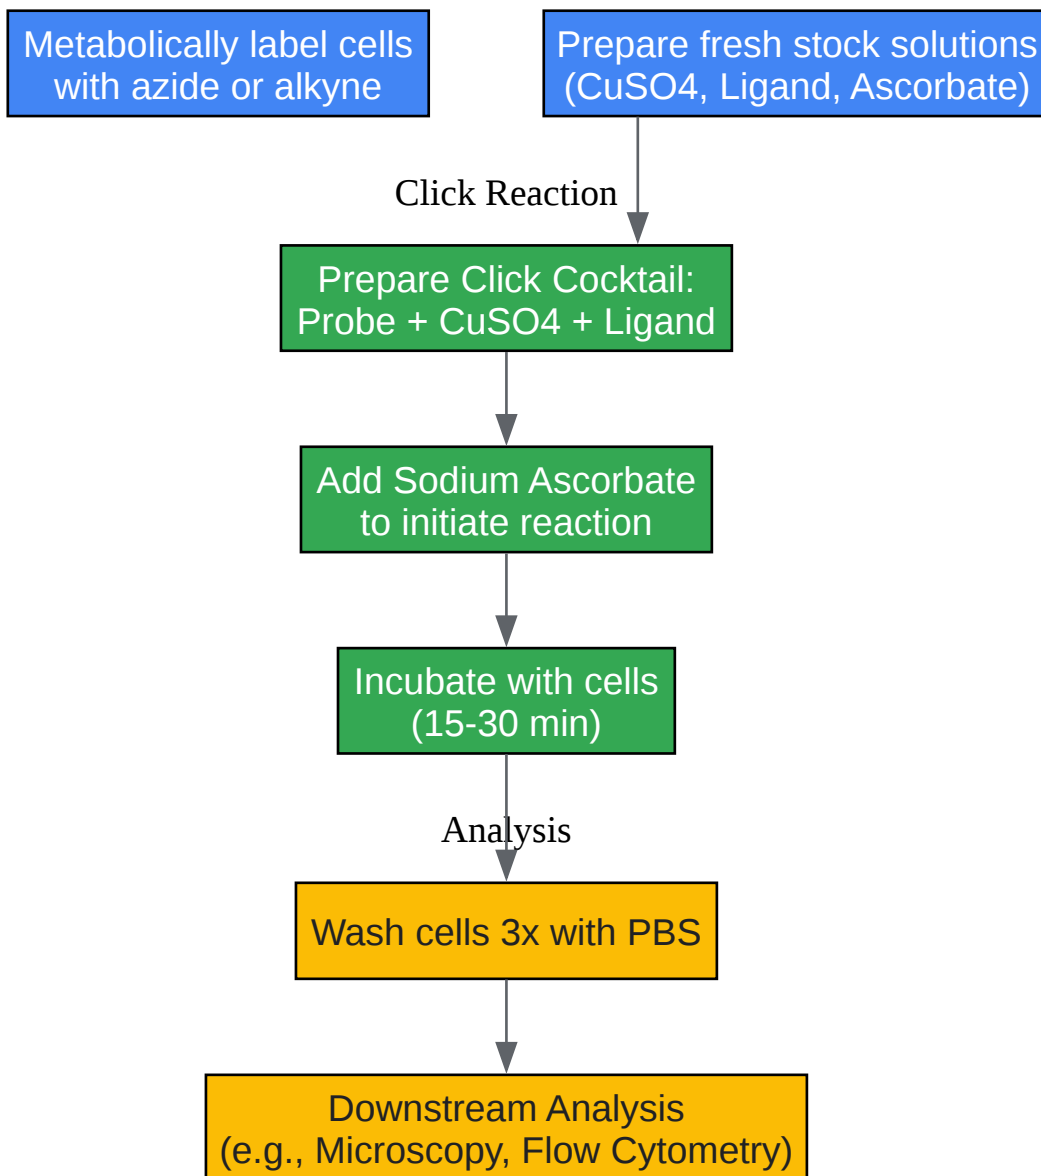 Metabolically label cells
with azide or alkyne
Prepare fresh stock solutions
(CuSO4, Ligand, Ascorbate)
Click Reaction
Prepare Click Cocktail:
Probe + CuSO4 + Ligand
Add Sodium Ascorbate
to initiate reaction
Incubate with cells
(15-30 min)
Analysis
Wash cells 3x with PBS
Downstream Analysis
(e.g., Microscopy, Flow Cytometry)